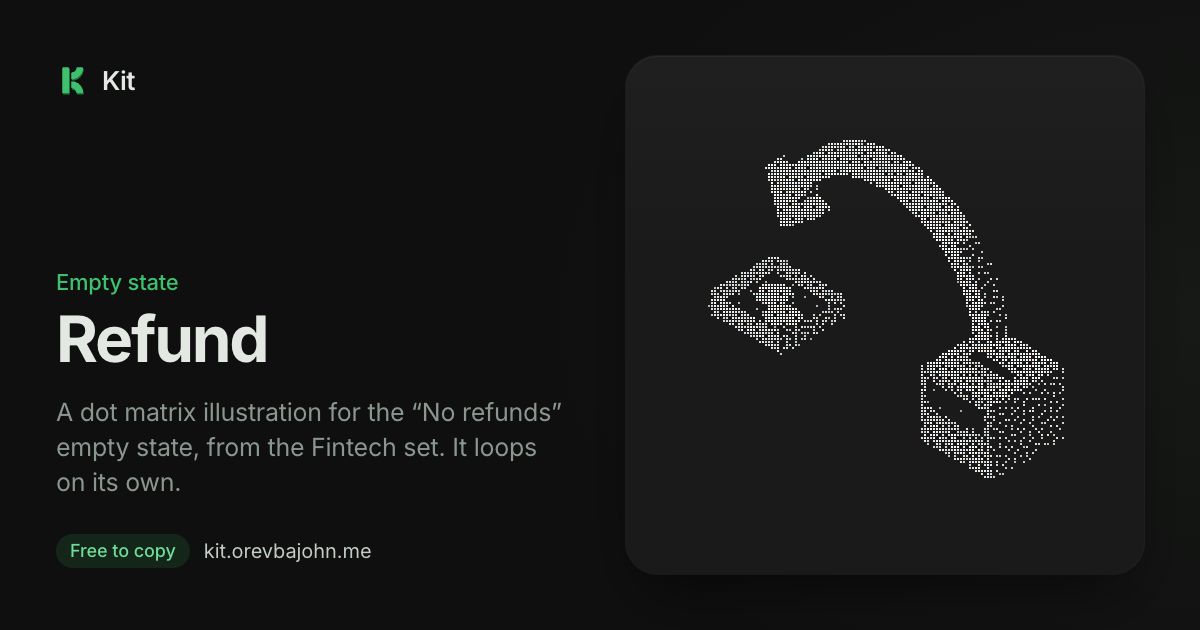 Kit
Empty state
Refund
A dot matrix illustration for the “No refunds”
empty state, from the Fintech set. It loops
on its own.
Free to copy
kit.orevbajohn.me